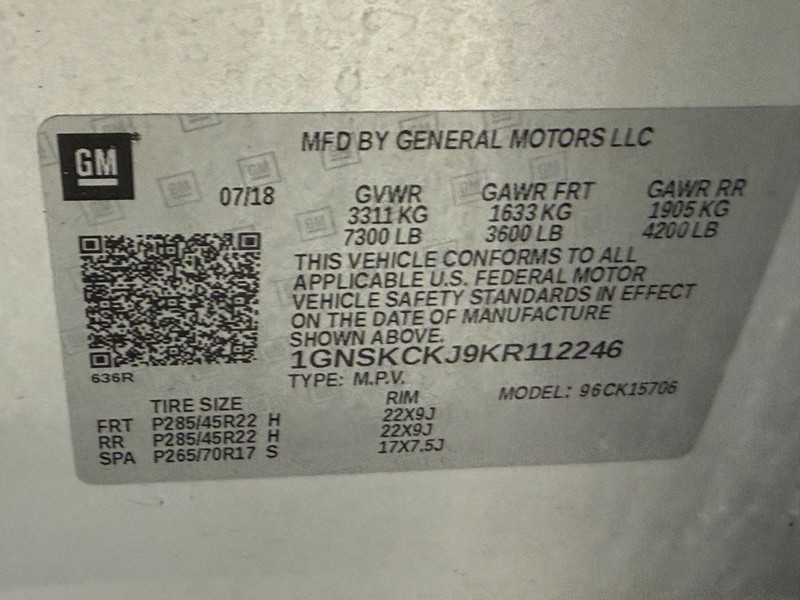 GM
MFD BY GENERAL MOTORS LLC
07/18 GVWR GAWR FRT GAWR RR
3311 KG 1633 KG 1905 KG
7300 LB 3600 LB 4200 LB
THIS VEHICLE CONFORMS TO ALL
APPLICABLE U.S. FEDERAL MOTOR
VEHICLE SAFETY STANDARDS IN EFFECT
ON THE DATE OF MANUFACTURE
SHOWN ABOVE.
1GNSKCKJ9KR112246
636R
TYPE: M.P.V. MODEL: 96CK15706
TIRE SIZE RIM
FRT P285/45R22 H 22X9J
RR P285/45R22 H 22X9J
SPA P265/70R17 S 17X7.5J